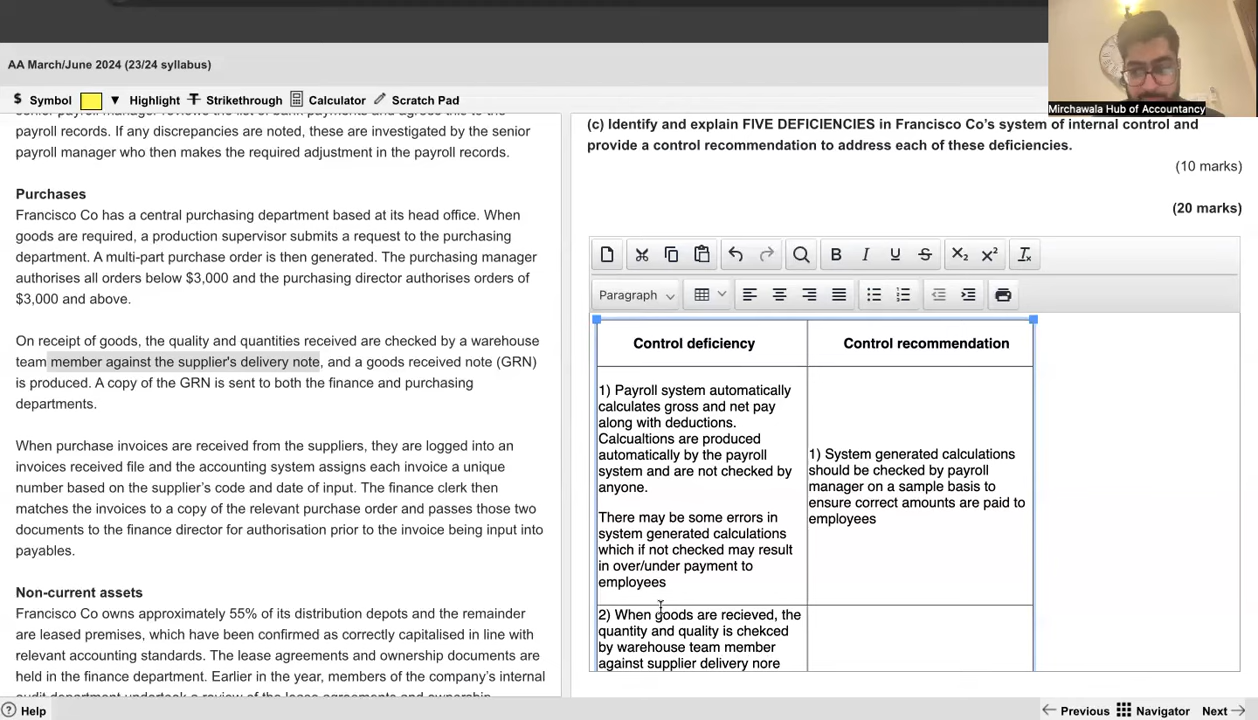 AA March/June 2024 (23/24 syllabus)
Mirchawala Hub of Accountancy
$ Symbol ▼ Highlight Strikethrough Calculator Scratch Pad
payroll records. If any discrepancies are noted, these are investigated by the senior
payroll manager who then makes the required adjustment in the payroll records.
Purchases
Francisco Co has a central purchasing department based at its head office. When
goods are required, a production supervisor submits a request to the purchasing
department. A multi-part purchase order is then generated. The purchasing manager
authorises all orders below $3,000 and the purchasing director authorises orders of
$3,000 and above.
On receipt of goods, the quality and quantities received are checked by a warehouse
team member against the supplier's delivery note, and a goods received note (GRN)
is produced. A copy of the GRN is sent to both the finance and purchasing
departments.
When purchase invoices are received from the suppliers, they are logged into an
invoices received file and the accounting system assigns each invoice a unique
number based on the supplier's code and date of input. The finance clerk then
matches the invoices to a copy of the relevant purchase order and passes those two
documents to the finance director for authorisation prior to the invoice being input into
payables.
Non-current assets
Francisco Co owns approximately 55% of its distribution depots and the remainder
are leased premises, which have been confirmed as correctly capitalised in line with
relevant accounting standards. The lease agreements and ownership documents are
held in the finance department. Earlier in the year, members of the company's internal
(c) Identify and explain FIVE DEFICIENCIES in Francisco Co's system of internal control and
provide a control recommendation to address each of these deficiencies.
(10 marks)
(20 marks)
B I U S X₂ X² Ix
Paragraph
Control deficiency
Control recommendation
1) Payroll system automatically
calculates gross and net pay
along with deductions.
Calcualtions are produced
automatically by the payroll
system and are not checked by
anyone.
There may be some errors in
system generated calculations
which if not checked may result
in over/under payment to
employees
1) System generated calculations
should be checked by payroll
manager on a sample basis to
ensure correct amounts are paid to
employees
2) When goods are recieved, the
quantity and quality is chekced
by warehouse team member
against supplier delivery nore
? Help
Previous Navigator Next